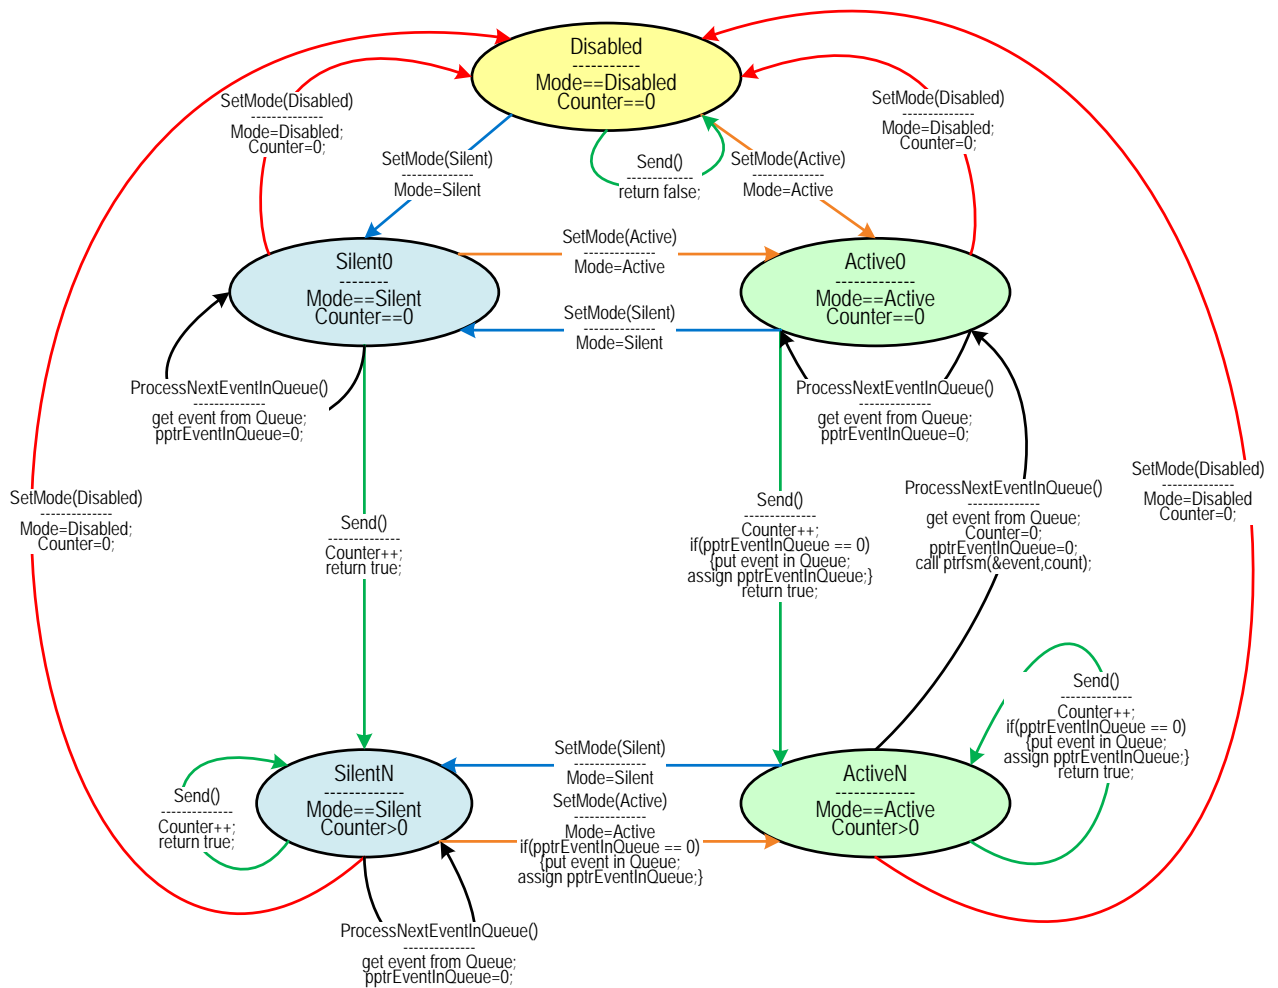 Disabled
-----------
Mode==Disabled
Counter==0
SetMode(Disabled)
--------------
Mode=Disabled;
Counter=0;
SetMode(Disabled)
--------------
Mode=Disabled;
Counter=0;
SetMode(Silent)
--------------
Mode=Silent
Send()
-------------
return false;
SetMode(Active)
--------------
Mode=Active
Silent0
--------
Mode==Silent
Counter==0
SetMode(Active)
--------------
Mode=Active
Active0
-------------
Mode==Active
Counter==0
SetMode(Silent)
--------------
Mode=Silent
ProcessNextEventInQueue()
--------------
get event from Queue;
pptrEventInQueue=0;
ProcessNextEventInQueue()
--------------
get event from Queue;
pptrEventInQueue=0;
SetMode(Disabled)
--------------
Mode=Disabled;
Counter=0;
Send()
--------------
Counter++;
return true;
Send()
--------------
Counter++;
if(pptrEventInQueue == 0)
{put event in Queue;
assign pptrEventInQueue;}
return true;
ProcessNextEventInQueue()
--------------
get event from Queue;
Counter=0;
pptrEventInQueue=0;
call ptrfsm(&event,count);
SetMode(Disabled)
--------------
Mode=Disabled
Counter=0;
Send()
--------------
Counter++;
if(pptrEventInQueue == 0)
{put event in Queue;
assign pptrEventInQueue;}
return true;
SilentN
-------------
Mode==Silent
Counter>0
SetMode(Silent)
--------------
Mode=Silent
ActiveN
-------------
Mode==Active
Counter>0
Send()
--------------
Counter++;
return true;
SetMode(Active)
--------------
Mode=Active
if(pptrEventInQueue == 0)
{put event in Queue;
assign pptrEventInQueue;}
ProcessNextEventInQueue()
--------------
get event from Queue;
pptrEventInQueue=0;